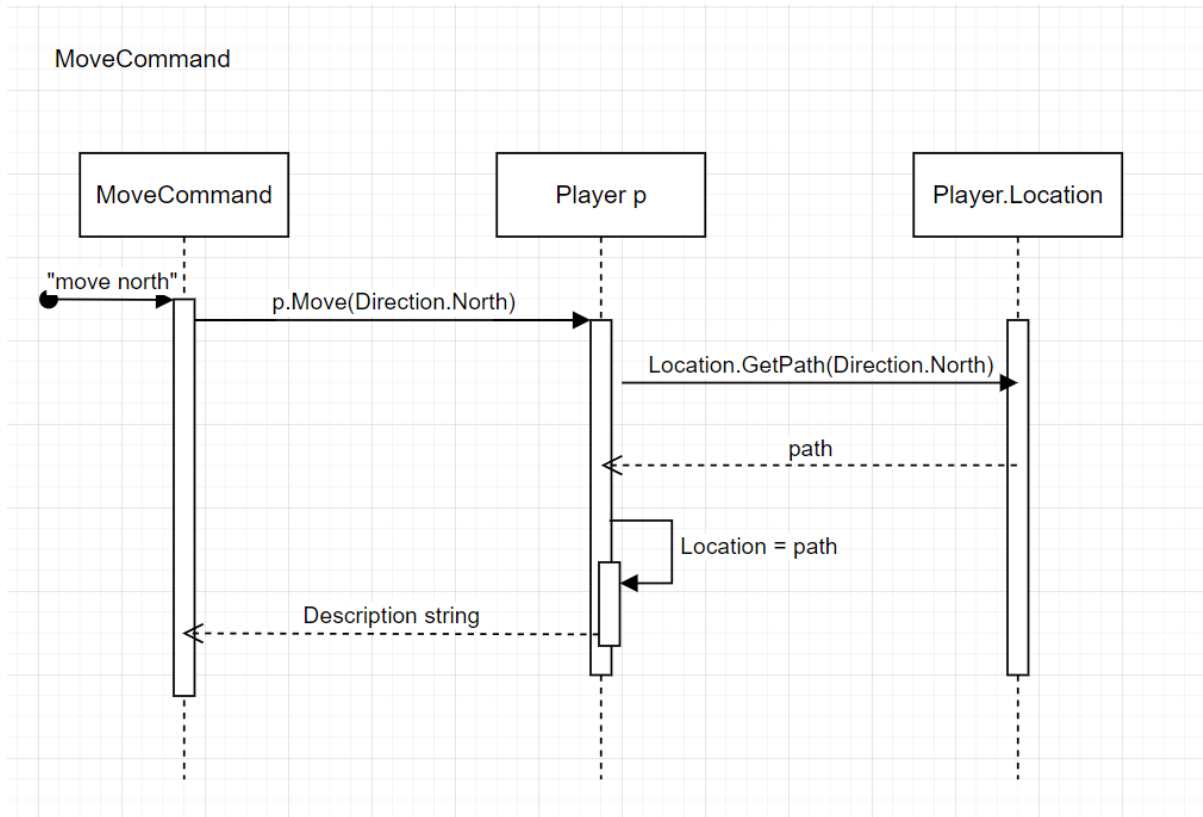 MoveCommand
MoveCommand
Player p
Player.Location
"move north"
p.Move(Direction.North)
Location.GetPath(Direction.North)
path
Location = path
Description string